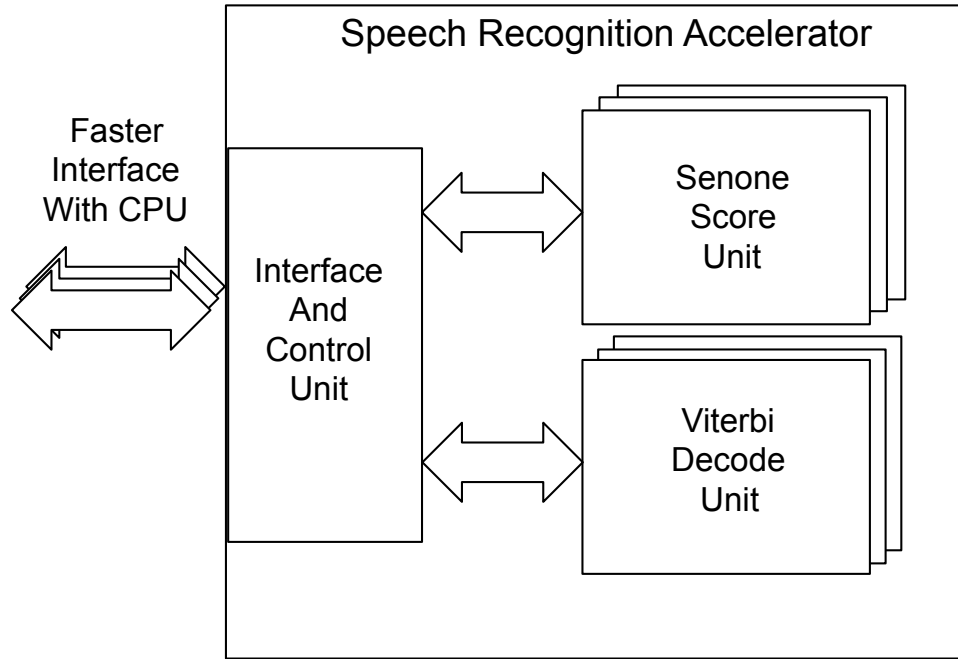 Speech Recognition Accelerator
Faster
Interface
With CPU
Interface
And
Control
Unit
Senone
Score
Unit
Viterbi
Decode
Unit